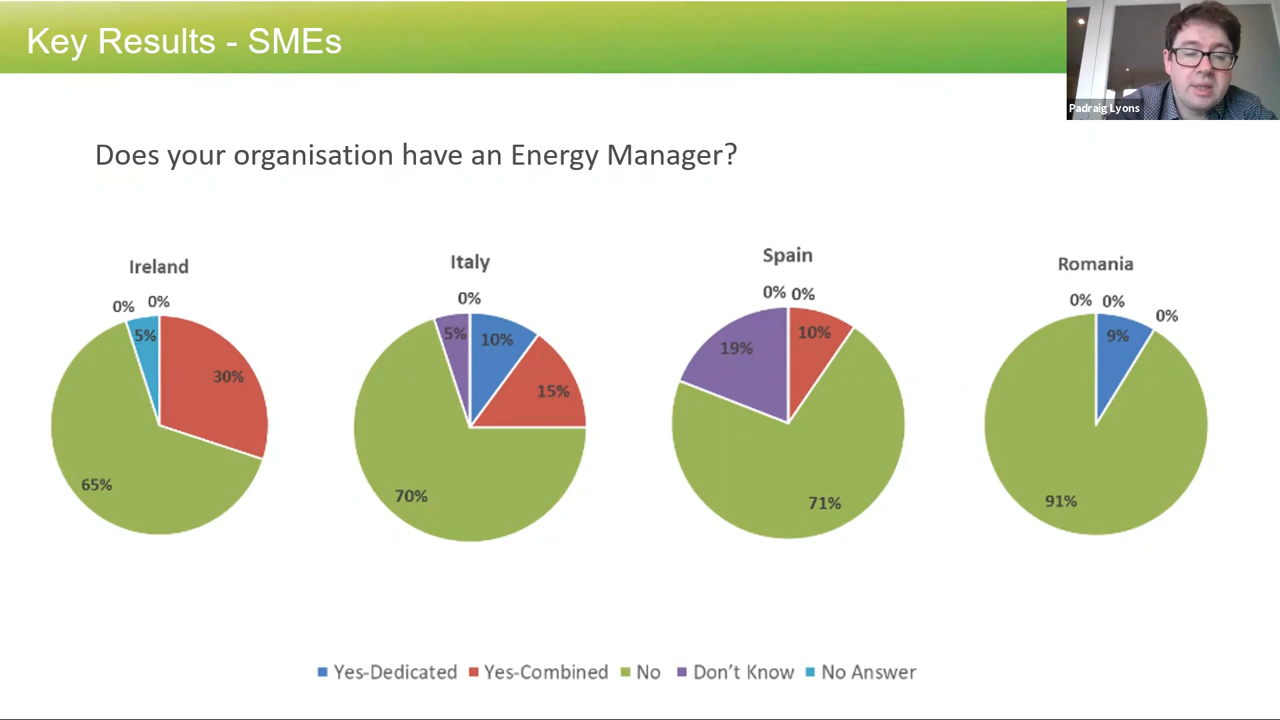 Key Results - SMEs
Padraig Lyons
Does your organisation have an Energy Manager?
Ireland
0% 0%
5%
30%
65%
Italy
0%
5% 10%
15%
70%
Spain
0% 0%
10%
19%
71%
Romania
0% 0% 0%
9%
91%
Yes-Dedicated Yes-Combined No Don't Know No Answer